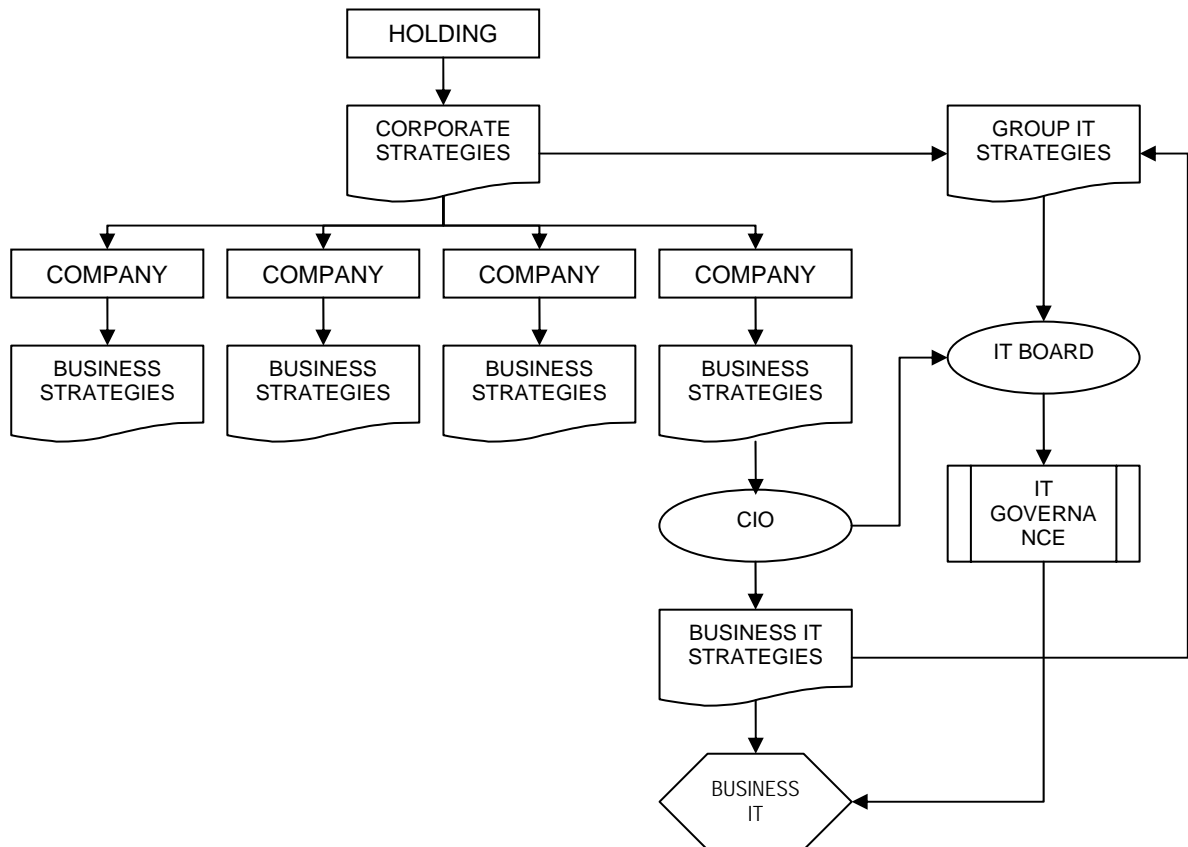 HOLDING
CORPORATE
STRATEGIES
GROUP IT
STRATEGIES
COMPANY
COMPANY
COMPANY
COMPANY
BUSINESS
STRATEGIES
BUSINESS
STRATEGIES
BUSINESS
STRATEGIES
BUSINESS
STRATEGIES
IT BOARD
CIO
IT
GOVERNA
NCE
BUSINESS IT
STRATEGIES
BUSINESS
IT